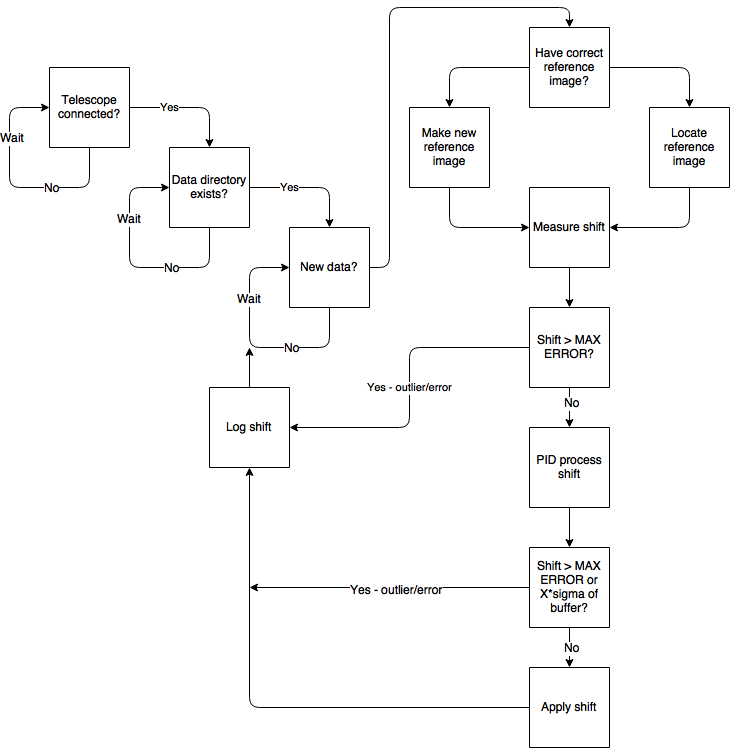 Have correct
reference
image?
Telescope
connected?
Yes
Wait
No
Make new
reference
image
Locate
reference
image
Data directory
exists?
Yes
Wait
No
Measure shift
New data?
Wait
No
Shift > MAX
ERROR?
Yes - outlier/error
No
Log shift
PID process
shift
Shift > MAX
ERROR or
X*sigma of
buffer?
Yes - outlier/error
No
Apply shift